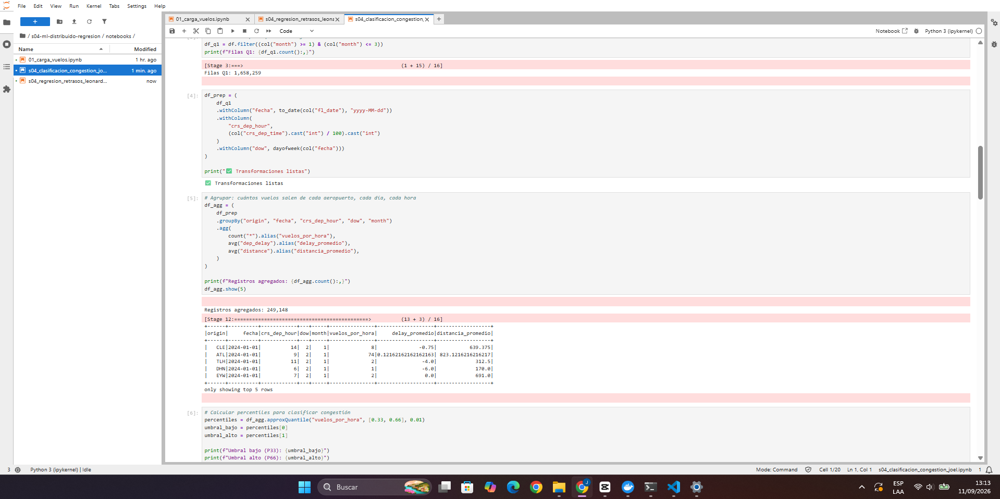 File Edit View Run Kernel Tabs Settings Help
+
/ s04-ml-distribuido-regresion / notebooks /
Name Modified
01_carga_vuelos.ipynb 1 hr. ago
s04_clasificacion_congestion_jo... 1 min. ago
s04_regresion_retrasos_leonard... now
01_carga_vuelos.ipynb
s04_regresion_retrasos_leona
s04_clasificacion_congestion_
Code
Notebook
Python 3 (ipykernel)
df_q1 = df.filter((col("month") >= 1) & (col("month") <= 3))
print(f"Filas Q1: {df_q1.count():,}")
[Stage 3:===> (1 + 15) / 16]
Filas Q1: 1,658,259
[4]:
df_prep = (
df_q1
.withColumn("fecha", to_date(col("fl_date"), "yyyy-MM-dd"))
.withColumn(
"crs_dep_hour",
(col("crs_dep_time").cast("int") / 100).cast("int")
)
.withColumn("dow", dayofweek(col("fecha")))
)
print("✅ Transformaciones listas")
✅ Transformaciones listas
[5]:
# Agrupar: cuántos vuelos salen de cada aeropuerto, cada día, cada hora
df_agg = (
df_prep
.groupBy("origin", "fecha", "crs_dep_hour", "dow", "month")
.agg(
count("*").alias("vuelos_por_hora"),
avg("dep_delay").alias("delay_promedio"),
avg("distance").alias("distancia_promedio"),
)
)
print(f"Registros agregados: {df_agg.count():,}")
df_agg.show(5)
Registros agregados: 249,148
[Stage 12:=============================================> (13 + 3) / 16]
+------+----------+------------+---+-----+---------------+-------------------+------------------+
|origin| fecha|crs_dep_hour|dow|month|vuelos_por_hora| delay_promedio|distancia_promedio|
+------+----------+------------+---+-----+---------------+-------------------+------------------+
| CLE|2024-01-01| 14| 2| 1| 8| -0.75| 639.375|
| ATL|2024-01-01| 9| 2| 1| 74|0.12162162162162163| 823.1216216216217|
| TLH|2024-01-01| 11| 2| 1| 2| -4.0| 312.5|
| DHN|2024-01-01| 6| 2| 1| 1| -6.0| 170.0|
| EYW|2024-01-01| 7| 2| 1| 2| 0.0| 691.0|
+------+----------+------------+---+-----+---------------+-------------------+------------------+
only showing top 5 rows
[6]:
# Calcular percentiles para clasificar congestión
percentiles = df_agg.approxQuantile("vuelos_por_hora", [0.33, 0.66], 0.01)
umbral_bajo = percentiles[0]
umbral_alto = percentiles[1]
print(f"Umbral bajo (P33): {umbral_bajo}")
print(f"Umbral alto (P66): {umbral_alto}")
3 Python 3 (ipykernel) | Idle Mode: Command Cell 1/20 Ln 1, Col 1 s04_clasificacion_congestion_joel.ipynb 1
Buscar
J
ESP
LAA
13:13
11/09/2026